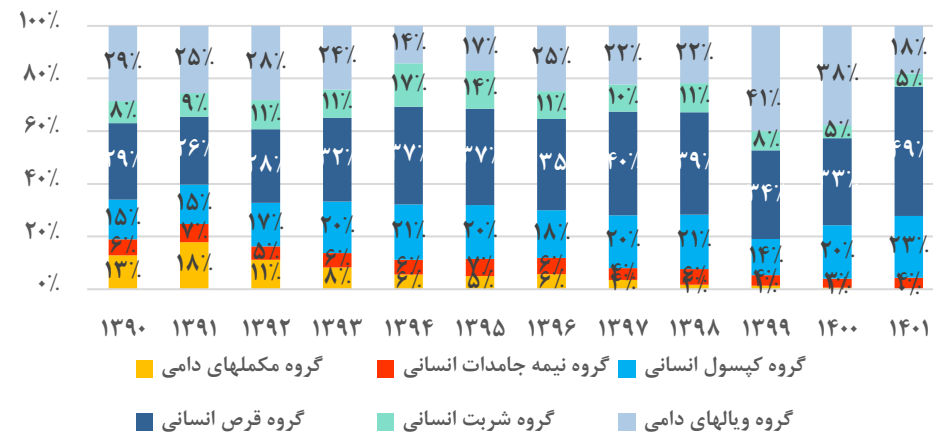 ۱۰۰٪
۸۰٪
۶۰٪
۴۰٪
۲۰٪
۰٪
۲۹٪ ۲۵٪ ۲۸٪ ۲۴٪ ۱۴٪ ۱۷٪ ۲۵٪ ۲۲٪ ۲۲٪ ۴۱٪ ۳۸٪ ۱۸٪
۸٪ ۹٪ ۱۱٪ ۱۱٪ ۱۷٪ ۱۴٪ ۱۱٪ ۱۰٪ ۱۱٪ ۸٪ ۵٪ ۵٪
۲۹٪ ۲۶٪ ۲۸٪ ۳۲٪ ۳۷٪ ۳۷٪ ۳۵ ۴۰٪ ۳۹٪ ۳۴٪ ۳۳٪ ۴۹٪
۱۵٪ ۱۵٪ ۱۷٪ ۲۰٪ ۲۱٪ ۲۰٪ ۱۸٪ ۲۰٪ ۲۱٪ ۱۴٪ ۲۰٪ ۲۳٪
۶٪ ۷٪ ۵٪ ۶٪ ۶٪ ۷٪ ۶٪ ۴٪ ۶٪ ۴٪ ۳٪ ۴٪
۱۳٪ ۱۸٪ ۱۱٪ ۸٪ ۶٪ ۵٪ ۶٪
۱۳۹۰ ۱۳۹۱ ۱۳۹۲ ۱۳۹۳ ۱۳۹۴ ۱۳۹۵ ۱۳۹۶ ۱۳۹۷ ۱۳۹۸ ۱۳۹۹ ۱۴۰۰ ۱۴۰۱
گروه مکملهای دامی گروه نیمه جامدات انسانی گروه کپسول انسانی
گروه قرص انسانی گروه شربت انسانی گروه ویالهای دامی